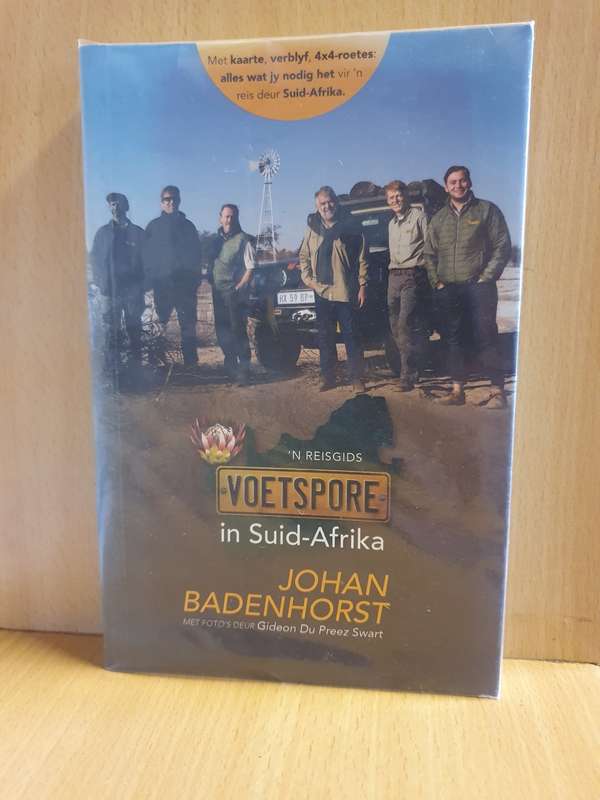 Met kaarte, verblyf, 4x4-roetes:
alles wat jy nodig het vir 'n
reis deur Suid-Afrika.
'N REISGIDS
VOETSPORE
in Suid-Afrika
JOHAN
BADENHORST
MET FOTO'S DEUR Gideon Du Preez Swart